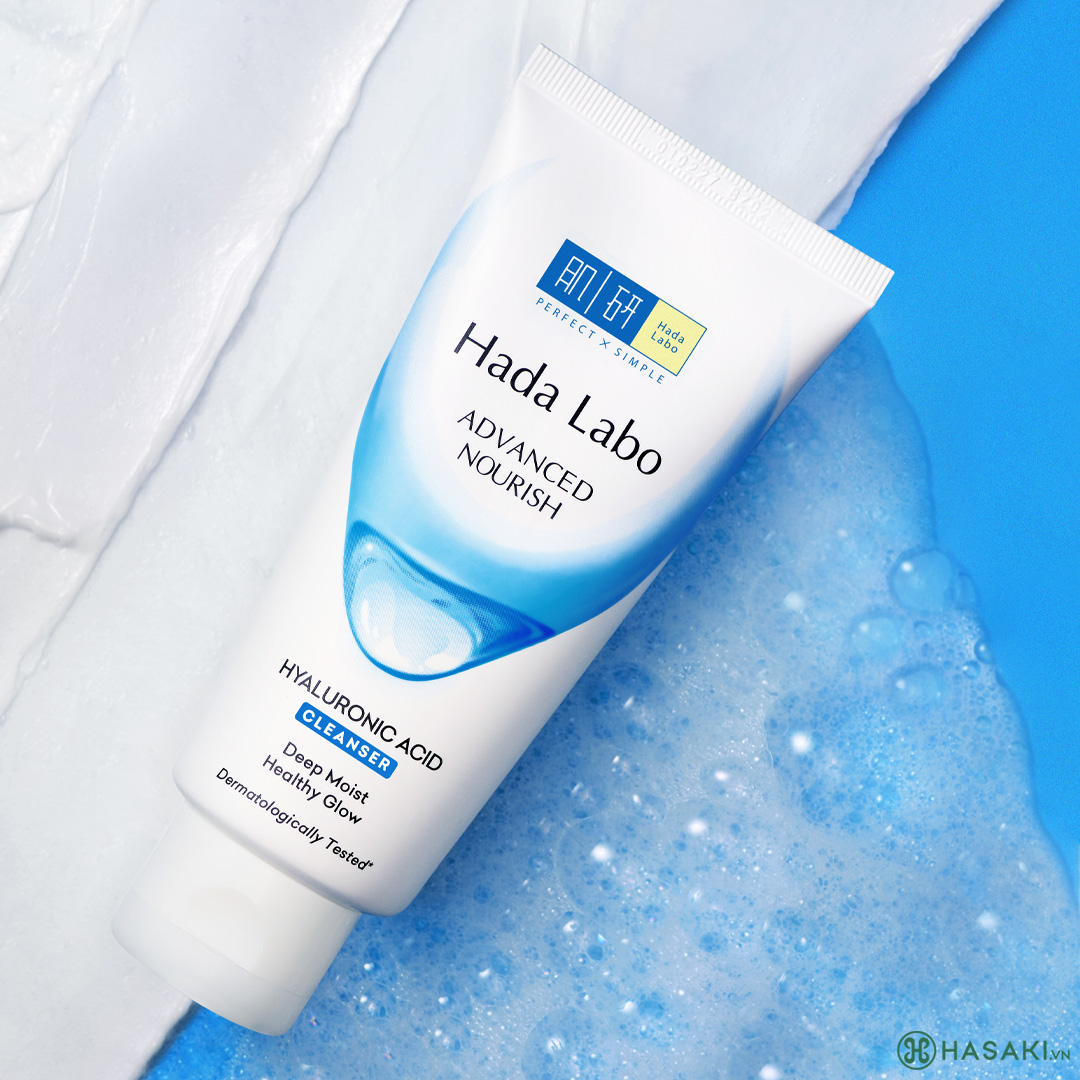 肌研
Hada
Labo
PERFECT × SIMPLE
Hada Labo
ADVANCED
NOURISH
HYALURONIC ACID
CLEANSER
Deep Moist
Healthy Glow
Dermatologically Tested*
HASAKI.VN